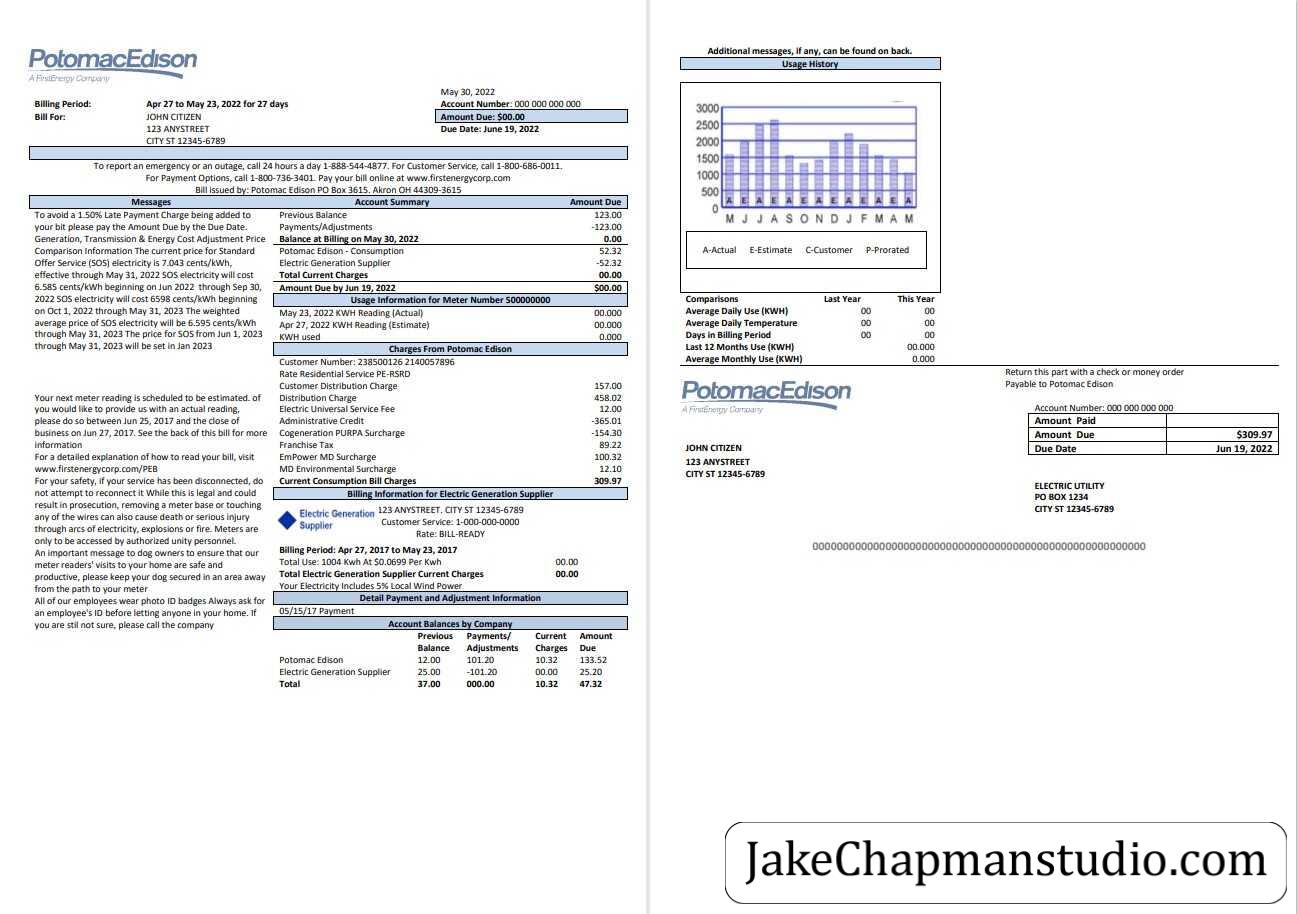 PotomacEdison
A FirstEnergy Company
May 30, 2022
Billing Period: Apr 27 to May 23, 2022 for 27 days
Account Number: 000 000 000 000
Bill For: JOHN CITIZEN
Amount Due: $00.00
123 ANYSTREET
Due Date: June 19, 2022
CITY ST 12345-6789
To report an emergency or an outage, call 24 hours a day 1-888-544-4877. For Customer Service, call 1-800-686-0011.
For Payment Options, call 1-800-736-3401. Pay your bill online at www.firstenergycorp.com
Bill issued by: Potomac Edison PO Box 3615. Akron OH 44309-3615
Messages
To avoid a 1.50% Late Payment Charge being added to
your bit please pay the Amount Due by the Due Date.
Generation, Transmission & Energy Cost Adjustment Price
Comparison Information The current price for Standard
Offer Service (SOS) electricity is 7.043 cents/kWh,
effective through May 31, 2022 SOS electricity will cost
6.585 cents/kWh beginning on Jun 2022 through Sep 30,
2022 SOS electricity will cost 6598 cents/kWh beginning
on Oct 1, 2022 through May 31, 2023 The weighted
average price of SOS electricity will be 6.595 cents/kWh
through May 31, 2023 The price for SOS from Jun 1, 2023
through May 31, 2023 will be set in Jan 2023
Your next meter reading is scheduled to be estimated. of
you would like to provide us with an actual reading,
please do so between Jun 25, 2017 and the close of
business on Jun 27, 2017. See the back of this bill for more
information
For a detailed explanation of how to read your bill, visit
www.firstenergycorp.com/PEB
For your safety, if your service has been disconnected, do
not attempt to reconnect it While this is legal and could
result in prosecution, removing a meter base or touching
any of the wires can also cause death or serious injury
through arcs of electricity, explosions or fire. Meters are
only to be accessed by authorized unity personnel.
An important message to dog owners to ensure that our
meter readers' visits to your home are safe and
productive, please keep your dog secured in an area away
from the path to your meter
All of our employees wear photo ID badges Always ask for
an employee's ID before letting anyone in your home. If
you are stil not sure, please call the company
Account Summary Amount Due
Previous Balance 123.00
Payments/Adjustments -123.00
Balance at Billing on May 30, 2022 0.00
Potomac Edison - Consumption 52.32
Electric Generation Supplier -52.32
Total Current Charges 00.00
Amount Due by Jun 19, 2022 $00.00
Usage Information for Meter Number S00000000
May 23, 2022 KWH Reading (Actual) 00.000
Apr 27, 2022 KWH Reading (Estimate) 00.000
KWH used 0.000
Charges From Potomac Edison
Customer Number: 238500126 2140057896
Rate Residential Service PE-RSRD
Customer Distribution Charge 157.00
Distribution Charge 458.02
Electric Universal Service Fee 12.00
Administrative Credit -365.01
Cogeneration PURPA Surcharge -154.30
Franchise Tax 89.22
EmPower MD Surcharge 100.32
MD Environmental Surcharge 12.10
Current Consumption Bill Charges 309.97
Billing Information for Electric Generation Supplier
Electric Generation
Supplier
123 ANYSTREET. CITY ST 12345-6789
Customer Service: 1-000-000-0000
Rate: BILL-READY
Billing Period: Apr 27, 2017 to May 23, 2017
Total Use: 1004 Kwh At $0.0699 Per Kwh 00.00
Total Electric Generation Supplier Current Charges 00.00
Your Electricity Includes 5% Local Wind Power
Detail Payment and Adjustment Information
05/15/17 Payment
Account Balances by Company
Previous Payments/ Current Amount
Balance Adjustments Charges Due
Potomac Edison 12.00 101.20 10.32 133.52
Electric Generation Supplier 25.00 -101.20 00.00 25.20
Total 37.00 000.00 10.32 47.32
Additional messages, if any, can be found on back.
Usage History
3000
2500
2000
1500
1000
500
0
A E A E A E A E A E A E A
M J J A S O N D J F M A M
A-Actual E-Estimate C-Customer P-Prorated
Comparisons Last Year This Year
Average Daily Use (KWH) 00 00
Average Daily Temperature 00 00
Days in Billing Period 00 00
Last 12 Months Use (KWH) 00.000
Average Monthly Use (KWH) 0.000
Return this part with a check or money order
Payable to Potomac Edison
PotomacEdison
A FirstEnergy Company
Account Number: 000 000 000 000
Amount Paid
Amount Due $309.97
Due Date Jun 19, 2022
JOHN CITIZEN
123 ANYSTREET
CITY ST 12345-6789
ELECTRIC UTILITY
PO BOX 1234
CITY ST 12345-6789
0000000000000000000000000000000000000000000000000000000
JakeChapmanstudio.com